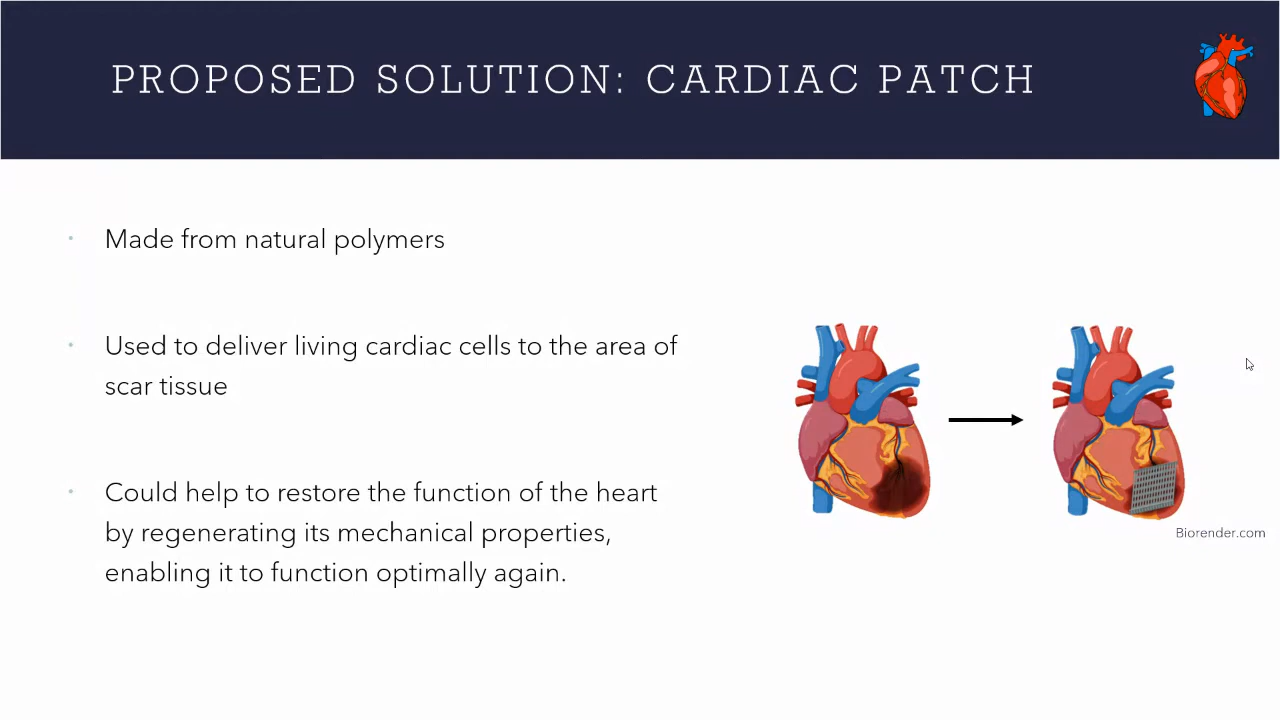 PROPOSED SOLUTION: CARDIAC PATCH
Made from natural polymers
Used to deliver living cardiac cells to the area of
scar tissue
Could help to restore the function of the heart
by regenerating its mechanical properties,
enabling it to function optimally again.
Biorender.com